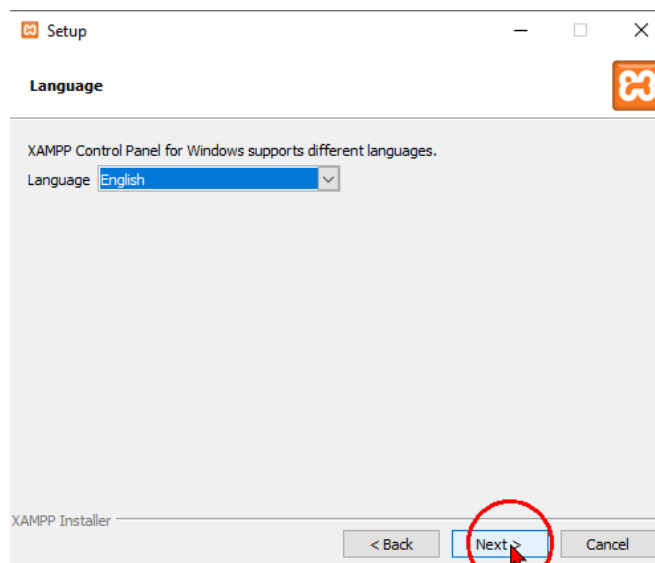 Setup
Language
XAMPP Control Panel for Windows supports different languages.
Language English
XAMPP Installer
< Back Next > Cancel